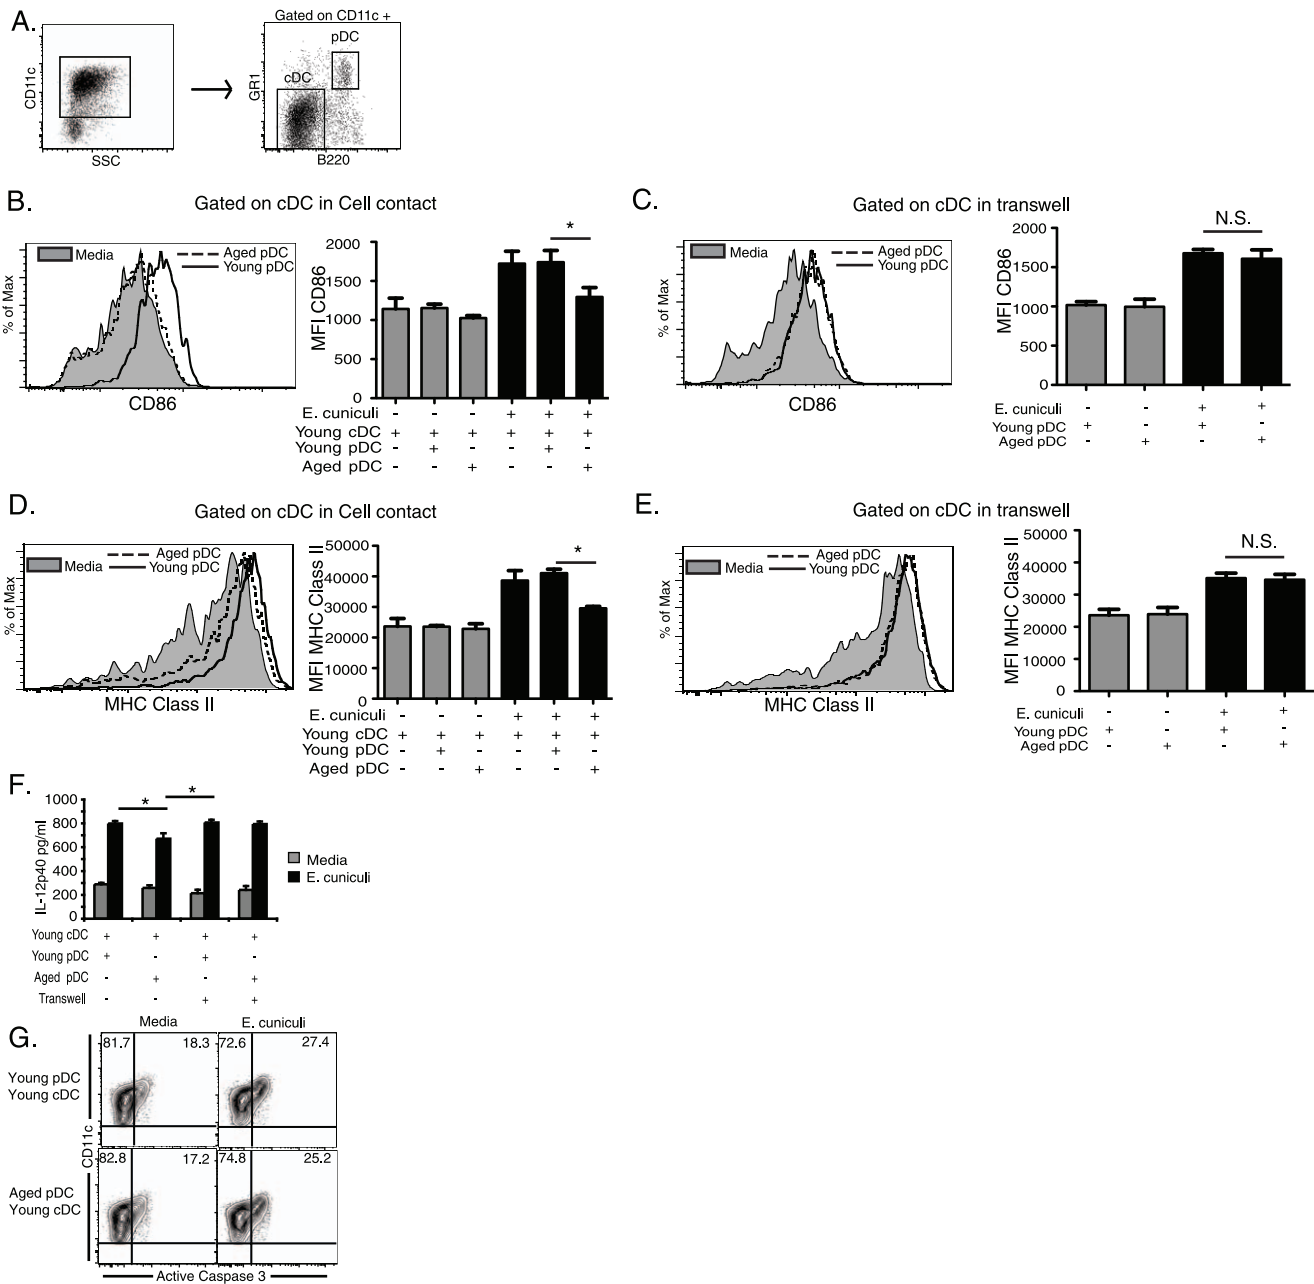 A.
Gated on CD11c +
pDC
cDC
CD11c
SSC
GR1
B220
B.
Gated on cDC in Cell contact
Media
Aged pDC
Young pDC
% of Max
CD86
MFI CD86
2000
1500
1000
500
0
*
E. cuniculi - - - + + +
Young cDC + + + + + +
Young pDC - + - - + -
Aged pDC - - + - - +
C.
Gated on cDC in transwell
Media
Aged pDC
Young pDC
% of Max
CD86
MFI CD86
2000
1500
1000
500
0
N.S.
E. cuniculi - - + +
Young pDC + - + -
Aged pDC - + - +
D.
Gated on cDC in Cell contact
Media
Aged pDC
Young pDC
% of Max
MHC Class II
MFI MHC Class II
50000
40000
30000
20000
10000
0
*
E. cuniculi - - - + + +
Young cDC + + + + + +
Young pDC - + - - + -
Aged pDC - - + - - +
E.
Gated on cDC in transwell
Media
Aged pDC
Young pDC
% of Max
MHC Class II
MFI MHC Class II
50000
40000
30000
20000
10000
0
N.S.
E. cuniculi - - + +
Young pDC + - + -
Aged pDC - + - +
F.
IL-12p40 pg/ml
1000
800
600
400
200
0
* *
Media
E. cuniculi
Young cDC + + + +
Young pDC + - + -
Aged pDC - + - +
Transwell - - + +
G.
Media E. cuniculi
Young pDC
Young cDC
81.7 18.3 72.6 27.4
CD11c
Aged pDC
Young cDC
82.8 17.2 74.8 25.2
Active Caspase 3